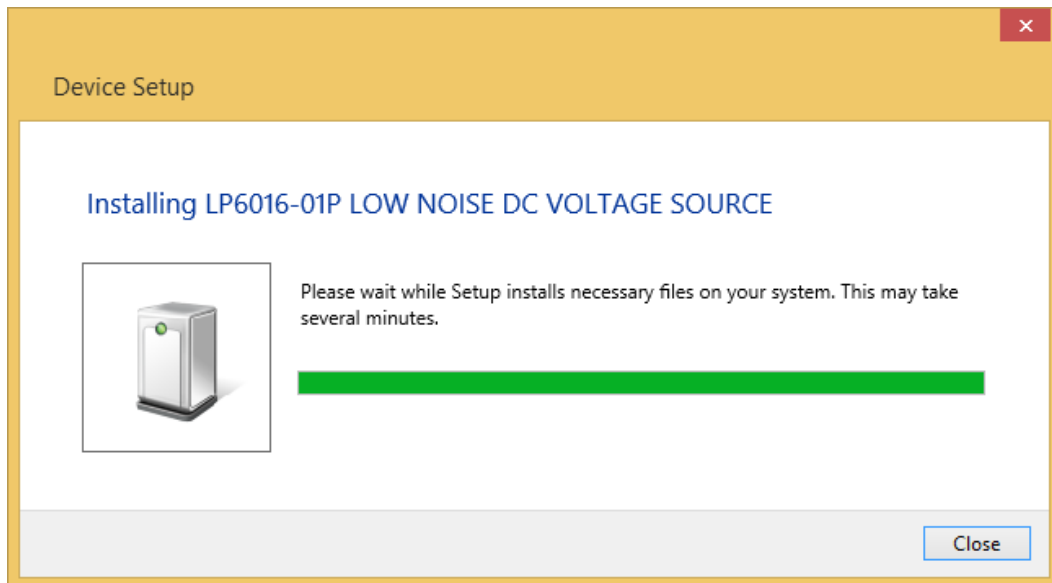 Device Setup
Installing LP6016-01P LOW NOISE DC VOLTAGE SOURCE
Please wait while Setup installs necessary files on your system. This may take
several minutes.
Close